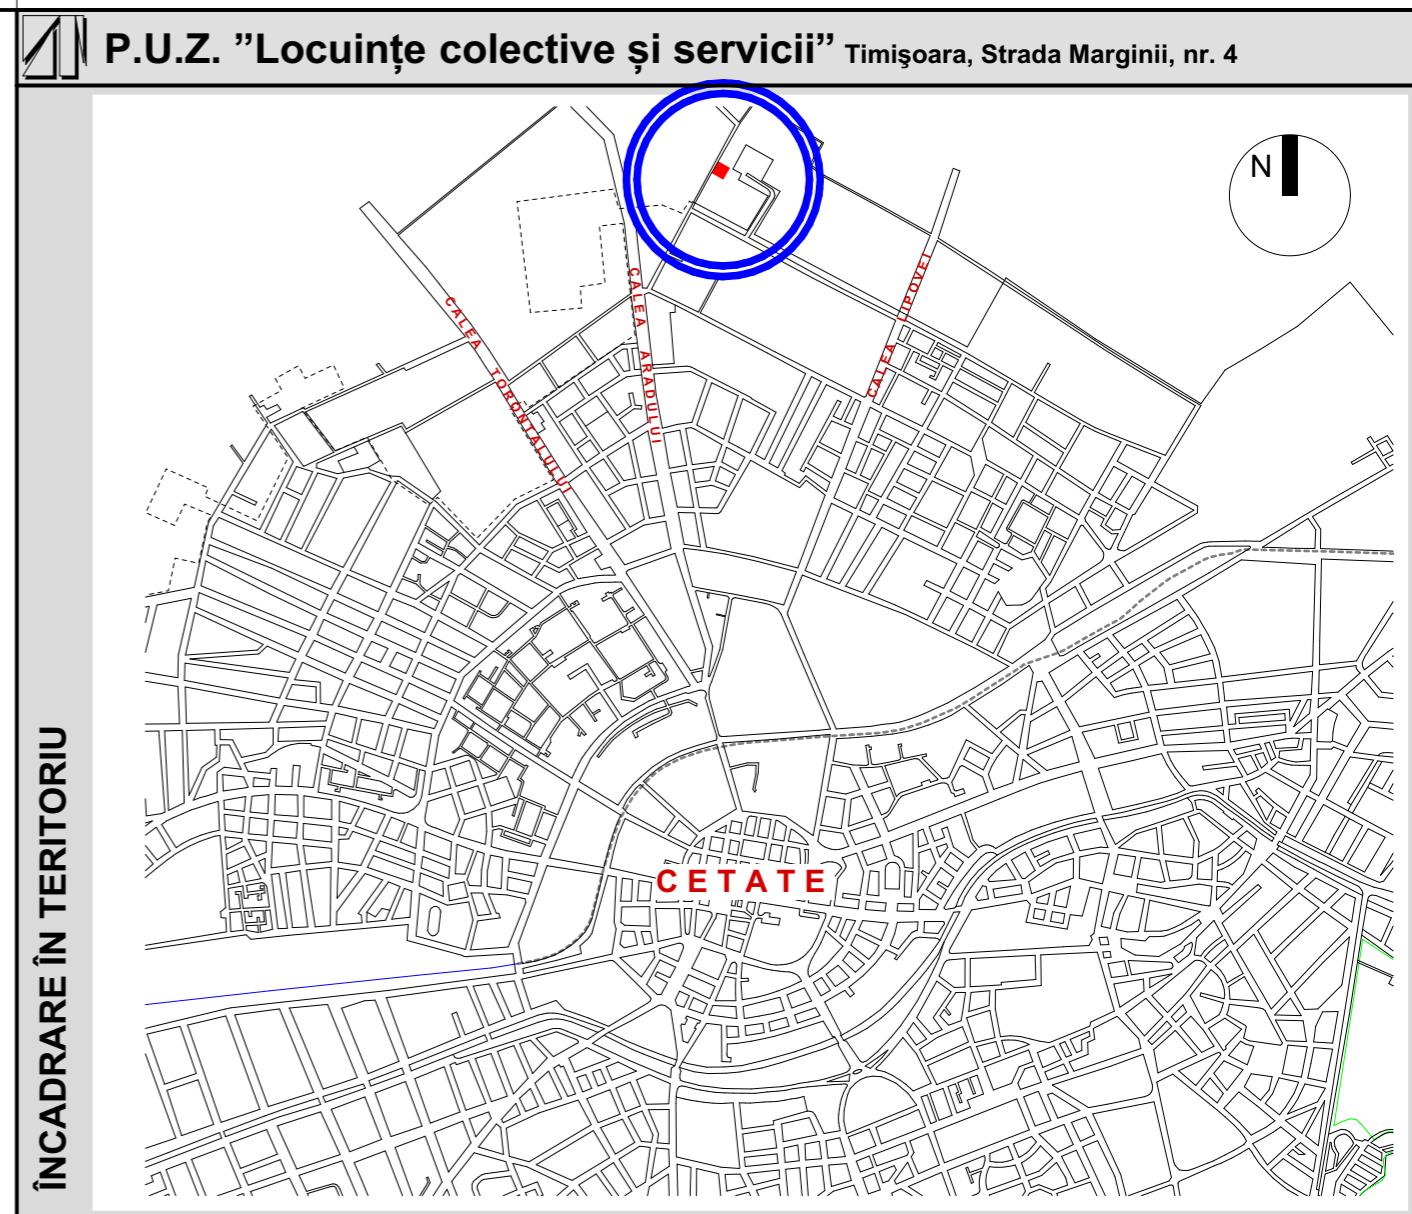 P.U.Z. ”Locuințe colective și servicii” Timişoara, Strada Marginii, nr. 4
N
CALEA TORONTALULUI
CALEA ARADULUI
CALEA LIPOVEI
CETATE
ÎNCADRARE ÎN TERITORIU